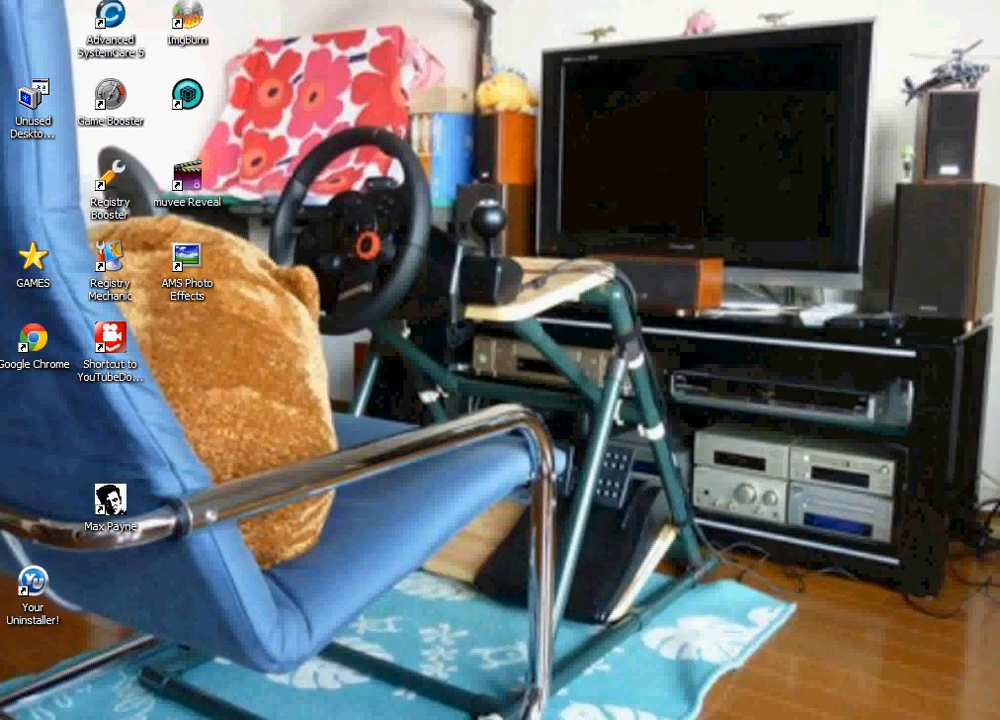 Advanced
SystemCare 5
ImgBurn
Unused
Deskto...
Game Booster
Registry
Booster
muvee Reveal
GAMES
Registry
Mechanic
AMS Photo
Effects
Google Chrome
Shortcut to
YouTubeDo...
Max Payne
Your
Uninstaller!